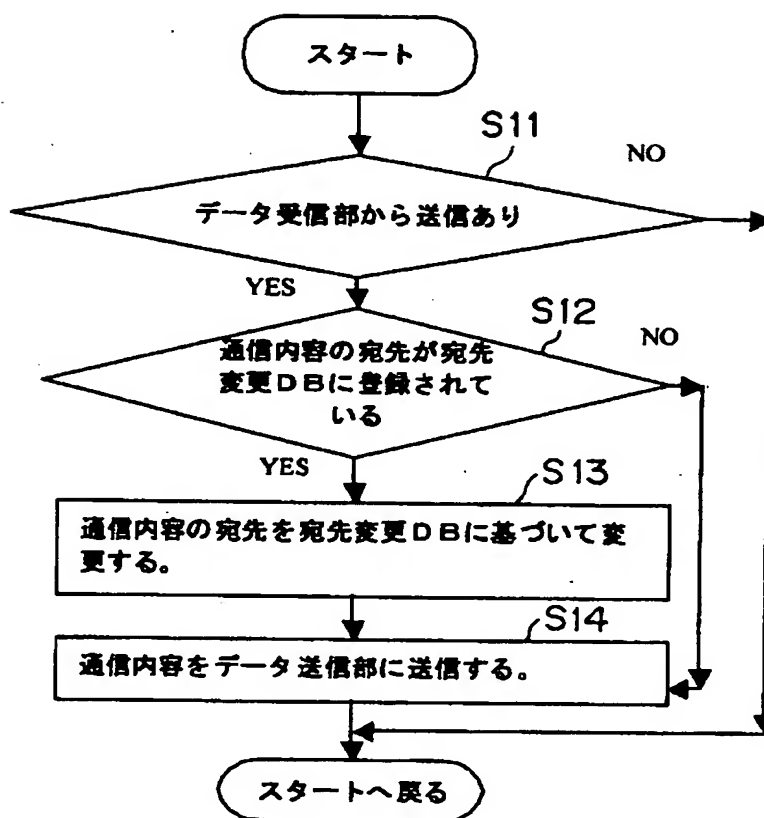 スタート
S11
NO
データ受信部から送信あり
YES
S12
NO
通信内容の宛先が宛先
変更DBに登録されて
いる
YES
S13
通信内容の宛先を宛先変更DBに基づいて変
更する。
S14
通信内容をデータ送信部に送信する。
スタートへ戻る